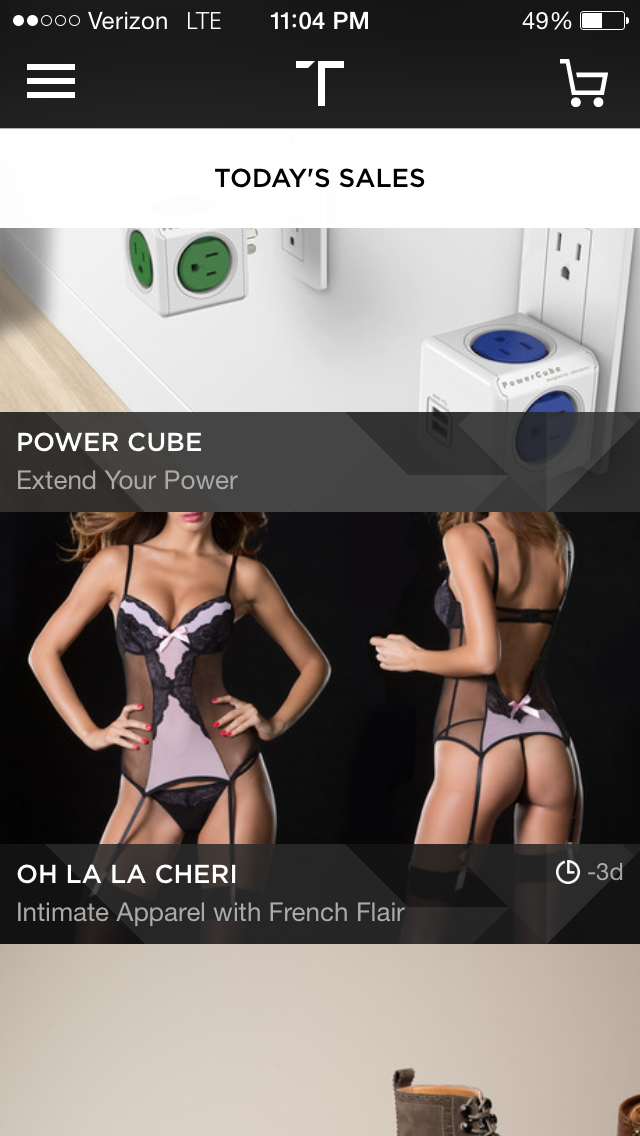 Verizon LTE 11:04 PM 49%
T
TODAY'S SALES
PowerCube
POWER CUBE
Extend Your Power
OH LA LA CHERI -3d
Intimate Apparel with French Flair